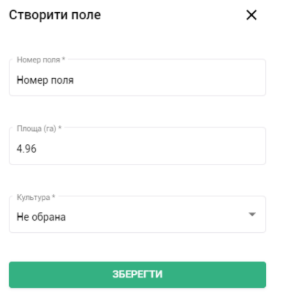 Створити поле
Номер поля *
Номер поля
Площа (га) *
4.96
Культура *
Не обрана
ЗБЕРЕГТИ